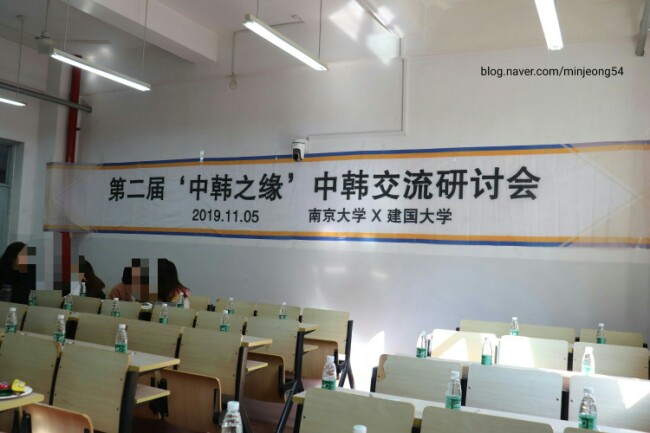 blog.naver.com/minjeong54
第二届‘中韩之缘’中韩交流研讨会
2019.11.05 南京大学 X 建国大学